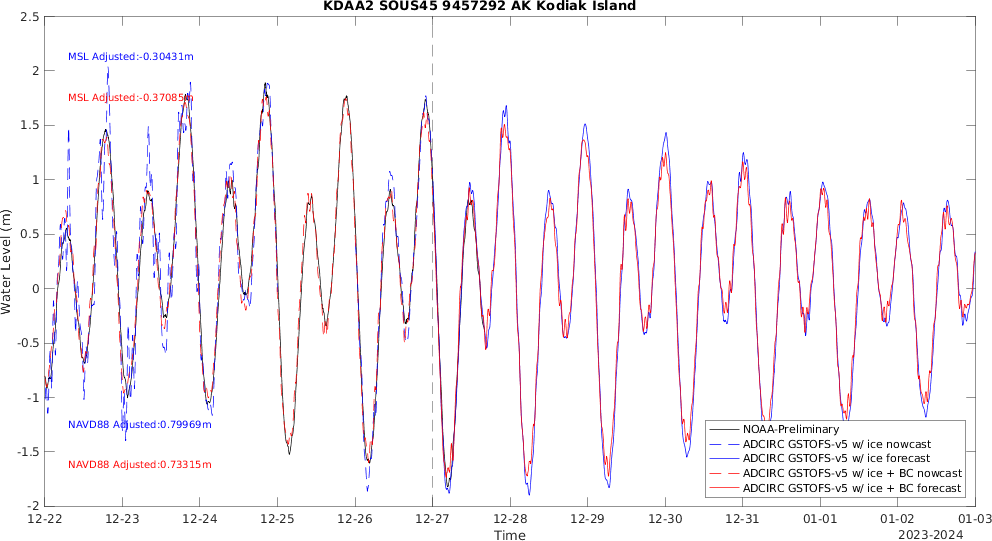 KDAA2 SOUS45 9457292 AK Kodiak Island
2.5
2
1.5
1
0.5
0
-0.5
-1
-1.5
-2
Water Level (m)
MSL Adjusted:-0.30431m
MSL Adjusted:-0.37085m
NAVD88 Adjusted:0.79969m
NAVD88 Adjusted:0.73315m
NOAA-Preliminary
ADCIRC GSTOFS-v5 w/ ice nowcast
ADCIRC GSTOFS-v5 w/ ice forecast
ADCIRC GSTOFS-v5 w/ ice + BC nowcast
ADCIRC GSTOFS-v5 w/ ice + BC forecast
12-22 12-23 12-24 12-25 12-26 12-27 12-28 12-29 12-30 12-31 01-01 01-02 01-03
Time
2023-2024